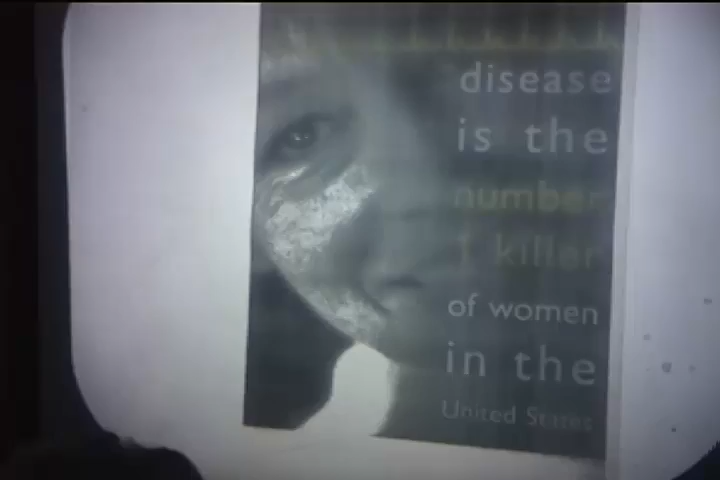 disease
is the
number
1 killer
of women
in the
United States